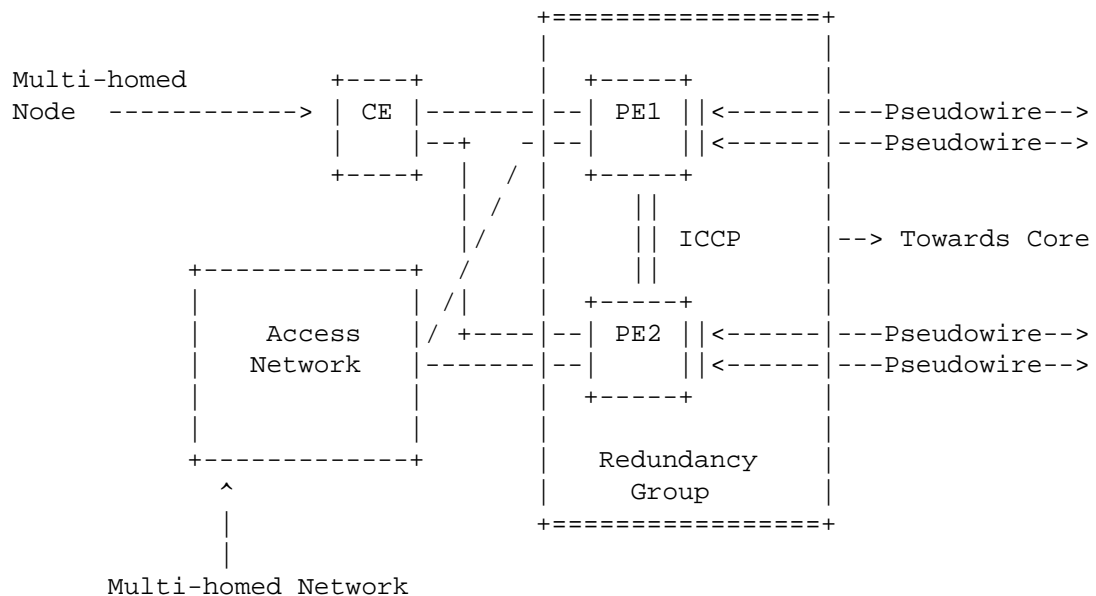 Multi-homed
Node ------------> | CE |--------|--| PE1 ||<------|---Pseudowire-->
||<------|---Pseudowire-->
|| ICCP |--> Towards Core
Access | PE2 ||<------|---Pseudowire-->
Network |-------|--| ||<------|---Pseudowire-->
Redundancy
Group
Multi-homed Network